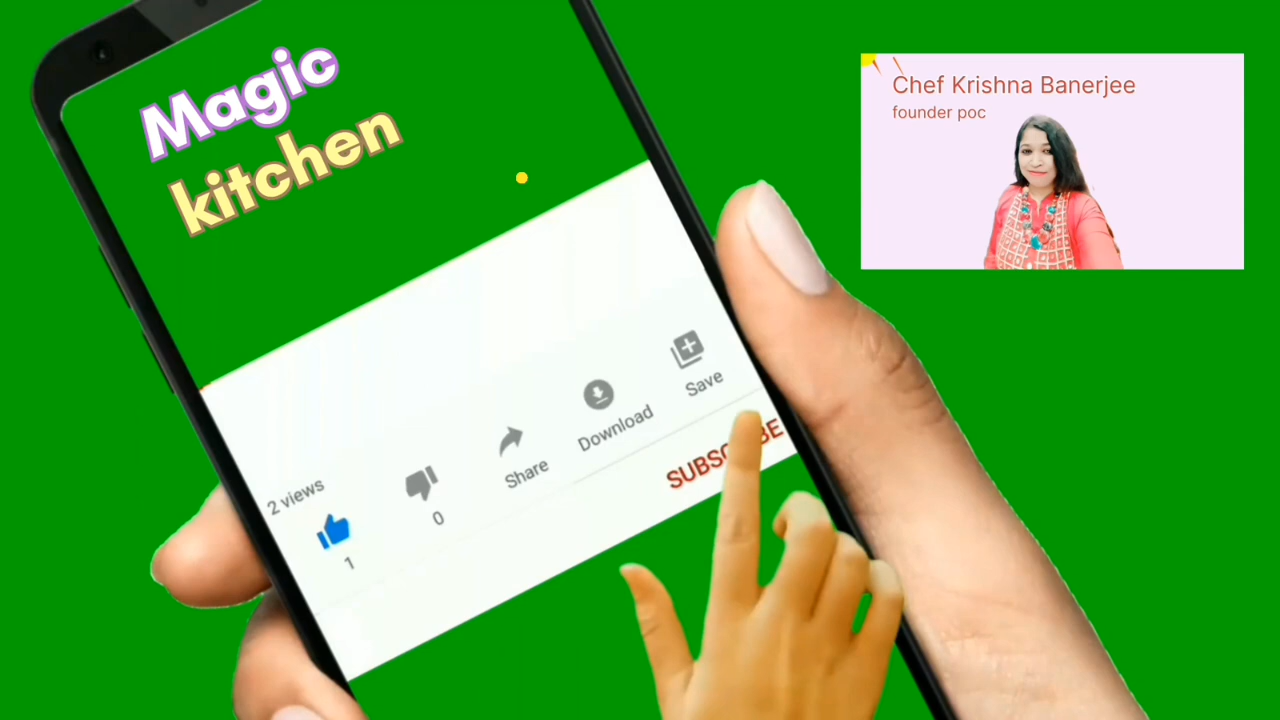 Magic
kitchen
Chef Krishna Banerjee
founder poc
2 views
1
0
Share
Download
Save